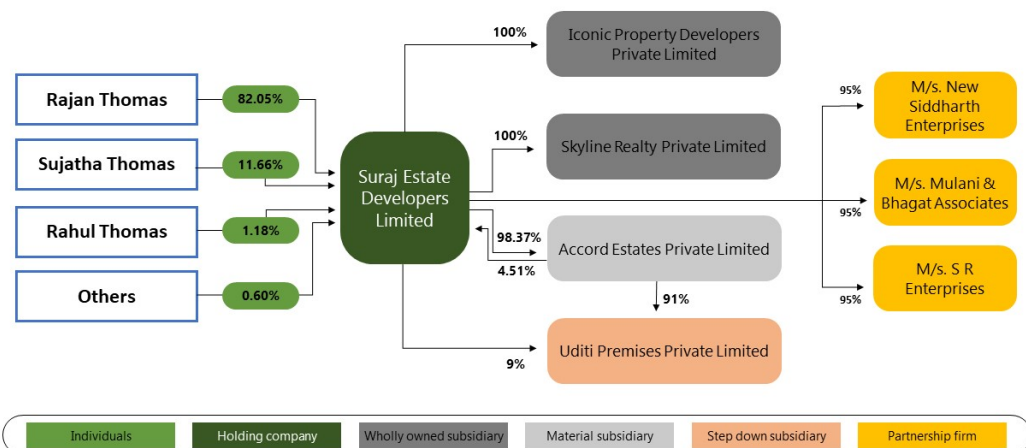 Rajan Thomas
82.05%
Sujatha Thomas
11.66%
Rahul Thomas
1.18%
Others
0.60%
Suraj Estate
Developers
Limited
100%
Iconic Property Developers
Private Limited
100%
Skyline Realty Private Limited
98.37%
4.51%
Accord Estates Private Limited
91%
9%
Uditi Premises Private Limited
95%
M/s. New
Siddharth
Enterprises
95%
M/s. Mulani &
Bhagat Associates
95%
M/s. S R
Enterprises
Individuals
Holding company
Wholly owned subsidiary
Material subsidiary
Step down subsidiary
Partnership firm